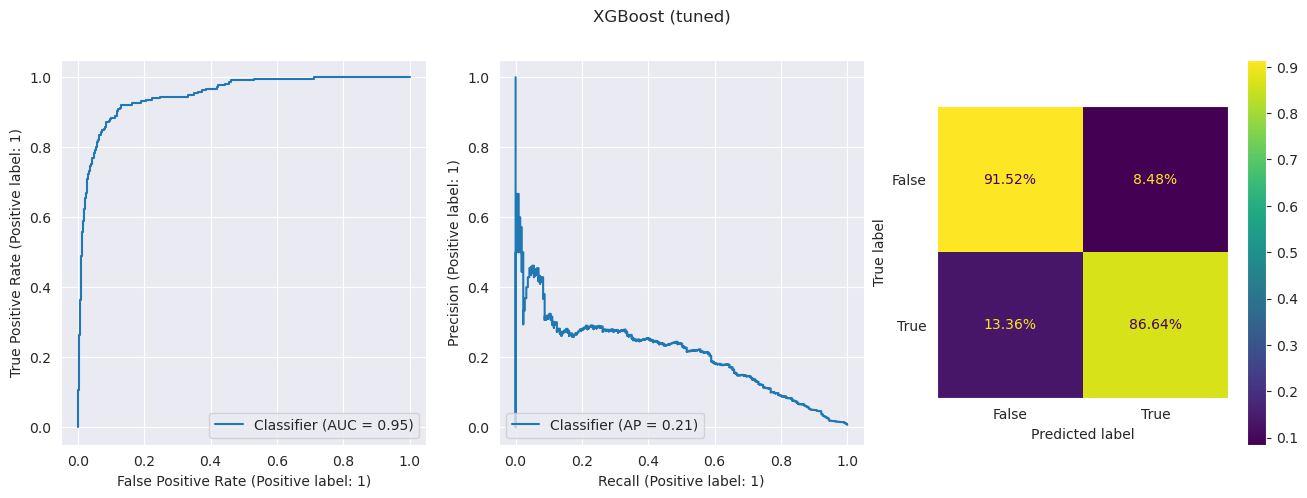 XGBoost (tuned)
True Positive Rate (Positive label: 1)
1.0
0.8
0.6
0.4
0.2
0.0
Classifier (AUC = 0.95)
0.0 0.2 0.4 0.6 0.8 1.0
False Positive Rate (Positive label: 1)
Precision (Positive label: 1)
1.0
0.8
0.6
0.4
0.2
0.0
Classifier (AP = 0.21)
0.0 0.2 0.4 0.6 0.8 1.0
Recall (Positive label: 1)
True label
False 91.52% 8.48%
True 13.36% 86.64%
False True
Predicted label
0.9
0.8
0.7
0.6
0.5
0.4
0.3
0.2
0.1